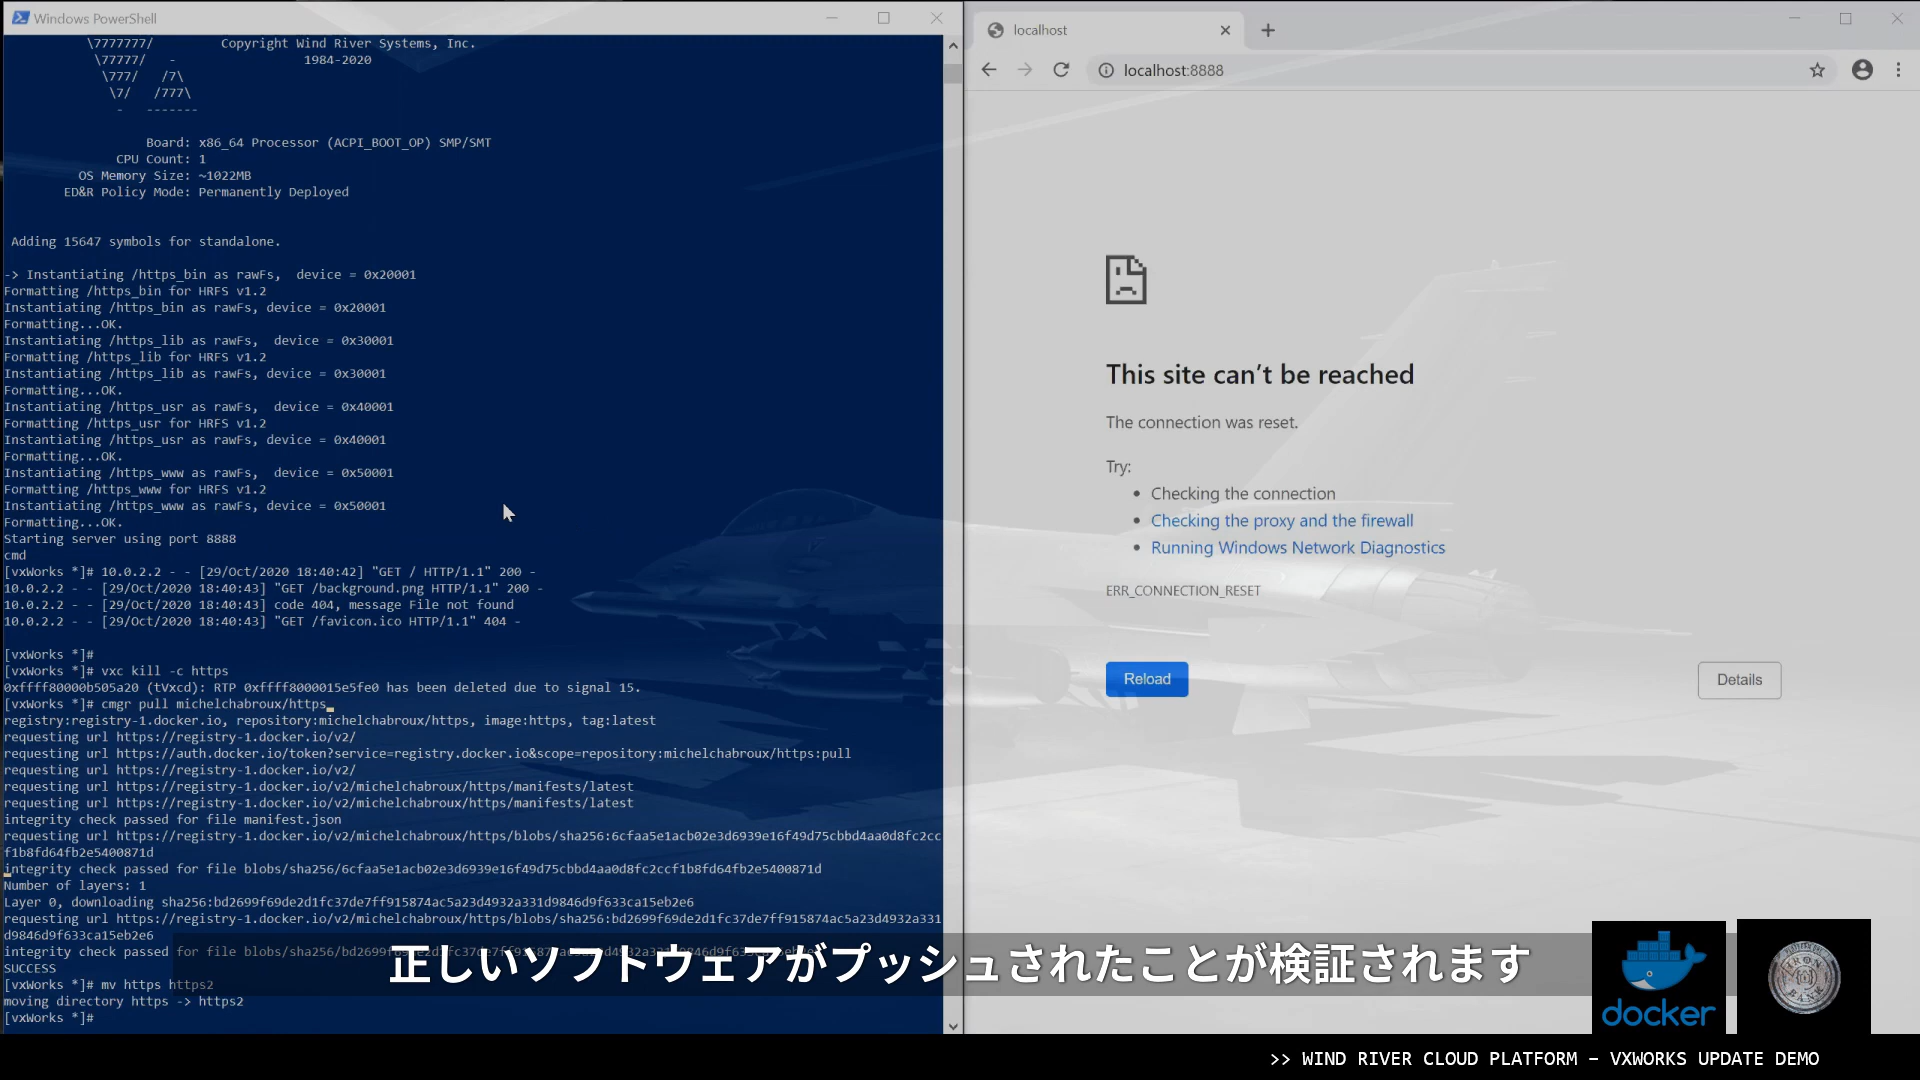 Windows PowerShell
\7777777/ Copyright Wind River Systems, Inc.
\77777/ - 1984-2020
\777/ /7\
\7/ /777\
- -------
Board: x86_64 Processor (ACPI_BOOT_OP) SMP/SMT
CPU Count: 1
OS Memory Size: ~1022MB
ED&R Policy Mode: Permanently Deployed
Adding 15647 symbols for standalone.
-> Instantiating /https_bin as rawFs, device = 0x20001
Formatting /https_bin for HRFS v1.2
Instantiating /https_bin as rawFs, device = 0x20001
Formatting...OK.
Instantiating /https_lib as rawFs, device = 0x30001
Formatting /https_lib for HRFS v1.2
Instantiating /https_lib as rawFs, device = 0x30001
Formatting...OK.
Instantiating /https_usr as rawFs, device = 0x40001
Formatting /https_usr for HRFS v1.2
Instantiating /https_usr as rawFs, device = 0x40001
Formatting...OK.
Instantiating /https_www as rawFs, device = 0x50001
Formatting /https_www for HRFS v1.2
Instantiating /https_www as rawFs, device = 0x50001
Formatting...OK.
Starting server using port 8888
cmd
[vxWorks *]# 10.0.2.2 - - [29/Oct/2020 18:40:42] "GET / HTTP/1.1" 200 -
10.0.2.2 - - [29/Oct/2020 18:40:43] "GET /background.png HTTP/1.1" 200 -
10.0.2.2 - - [29/Oct/2020 18:40:43] code 404, message File not found
10.0.2.2 - - [29/Oct/2020 18:40:43] "GET /favicon.ico HTTP/1.1" 404 -
[vxWorks *]#
[vxWorks *]# vxc kill -c https
0xffff80000b505a20 (tVxcd): RTP 0xffff8000015e5fe0 has been deleted due to signal 15.
[vxWorks *]# cmgr pull michelchabroux/https
registry:registry-1.docker.io, repository:michelchabroux/https, image:https, tag:latest
requesting url https://registry-1.docker.io/v2/
requesting url https://auth.docker.io/token?service=registry.docker.io&scope=repository:michelchabroux/https:pull
requesting url https://registry-1.docker.io/v2/
requesting url https://registry-1.docker.io/v2/michelchabroux/https/manifests/latest
requesting url https://registry-1.docker.io/v2/michelchabroux/https/manifests/latest
integrity check passed for file manifest.json
requesting url https://registry-1.docker.io/v2/michelchabroux/https/blobs/sha256:6cfaa5e1acb02e3d6939e16f49d75cbbd4aa0d8fc2cc
f1b8fd64fb2e5400871d
integrity check passed for file blobs/sha256/6cfaa5e1acb02e3d6939e16f49d75cbbd4aa0d8fc2ccf1b8fd64fb2e5400871d
Number of layers: 1
Layer 0, downloading sha256:bd2699f69de2d1fc37de7ff915874ac5a23d4932a331d9846d9f633ca15eb2e6
requesting url https://registry-1.docker.io/v2/michelchabroux/https/blobs/sha256:bd2699f69de2d1fc37de7ff915874ac5a23d4932a331
d9846d9f633ca15eb2e6
integrity check passed for file
SUCCESS
[vxWorks *]# mv https https2
moving directory https -> https2
[vxWorks *]#
localhost
localhost:8888
This site can’t be reached
The connection was reset.
Try:
• Checking the connection
• Checking the proxy and the firewall
• Running Windows Network Diagnostics
ERR_CONNECTION_RESET
Reload
Details
正しいソフトウェアがプッシュされたことが検証されます
docker
IRON
BANK
>> WIND RIVER CLOUD PLATFORM – VXWORKS UPDATE DEMO